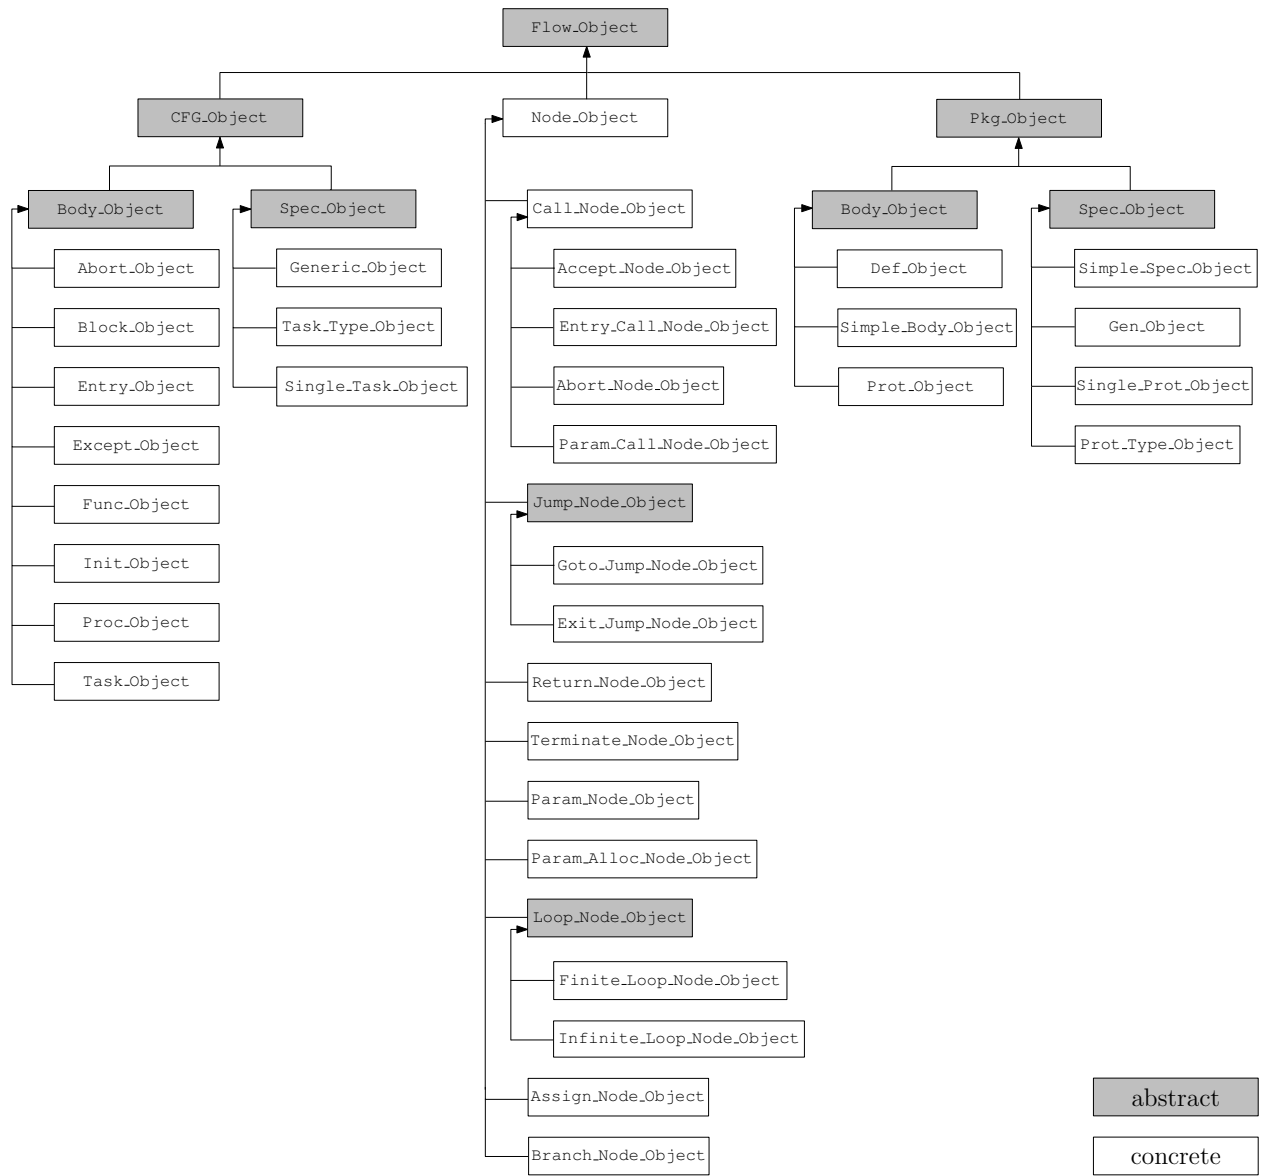 Flow_Object
CFG_Object
Node_Object
Pkg_Object
Body_Object
Spec_Object
Abort_Object
Block_Object
Entry_Object
Except_Object
Func_Object
Init_Object
Proc_Object
Task_Object
Generic_Object
Task_Type_Object
Single_Task_Object
Call_Node_Object
Accept_Node_Object
Entry_Call_Node_Object
Abort_Node_Object
Param_Call_Node_Object
Jump_Node_Object
Goto_Jump_Node_Object
Exit_Jump_Node_Object
Return_Node_Object
Terminate_Node_Object
Param_Node_Object
Param_Alloc_Node_Object
Loop_Node_Object
Finite_Loop_Node_Object
Infinite_Loop_Node_Object
Assign_Node_Object
Branch_Node_Object
Body_Object
Spec_Object
Def_Object
Simple_Body_Object
Prot_Object
Simple_Spec_Object
Gen_Object
Single_Prot_Object
Prot_Type_Object
abstract
concrete